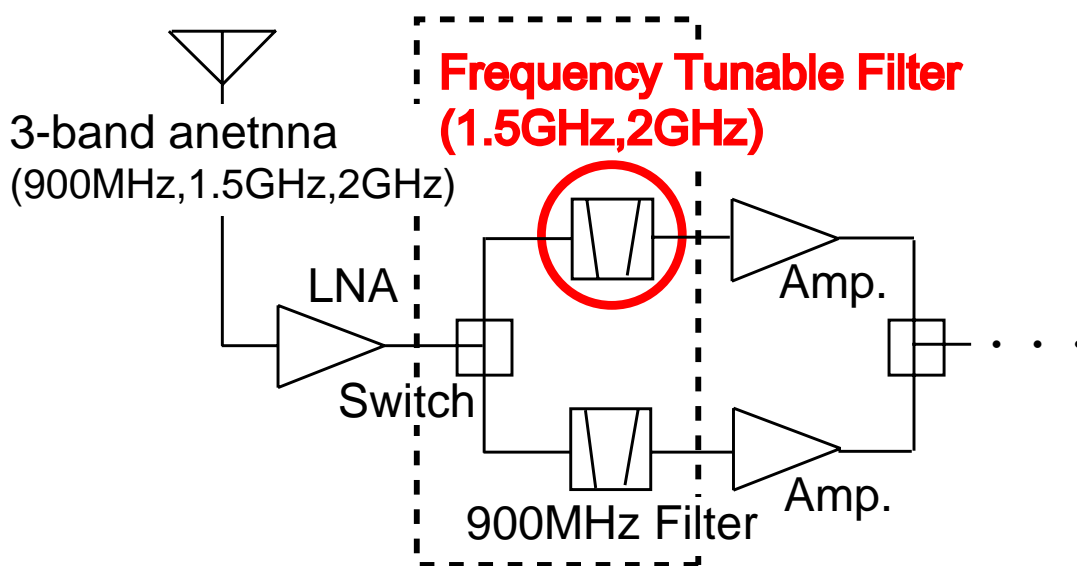 Frequency Tunable Filter
(1.5GHz,2GHz)
3-band anetnna
(900MHz,1.5GHz,2GHz)
LNA
Amp.
Switch
900MHz Filter
Amp.